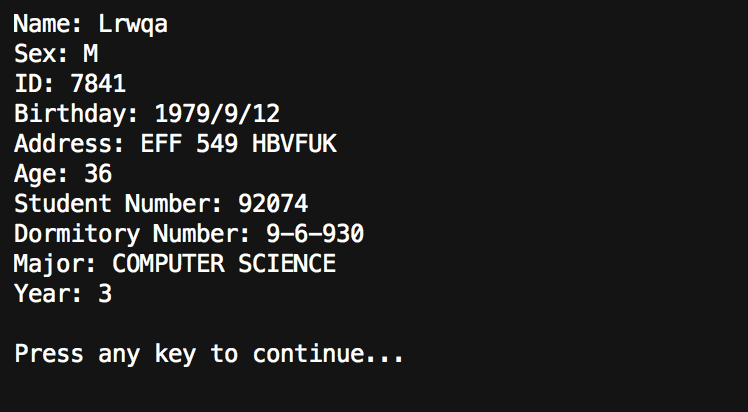 Name: Lrwqa
Sex: M
ID: 7841
Birthday: 1979/9/12
Address: EFF 549 HBVFUK
Age: 36
Student Number: 92074
Dormitory Number: 9-6-930
Major: COMPUTER SCIENCE
Year: 3
Press any key to continue...